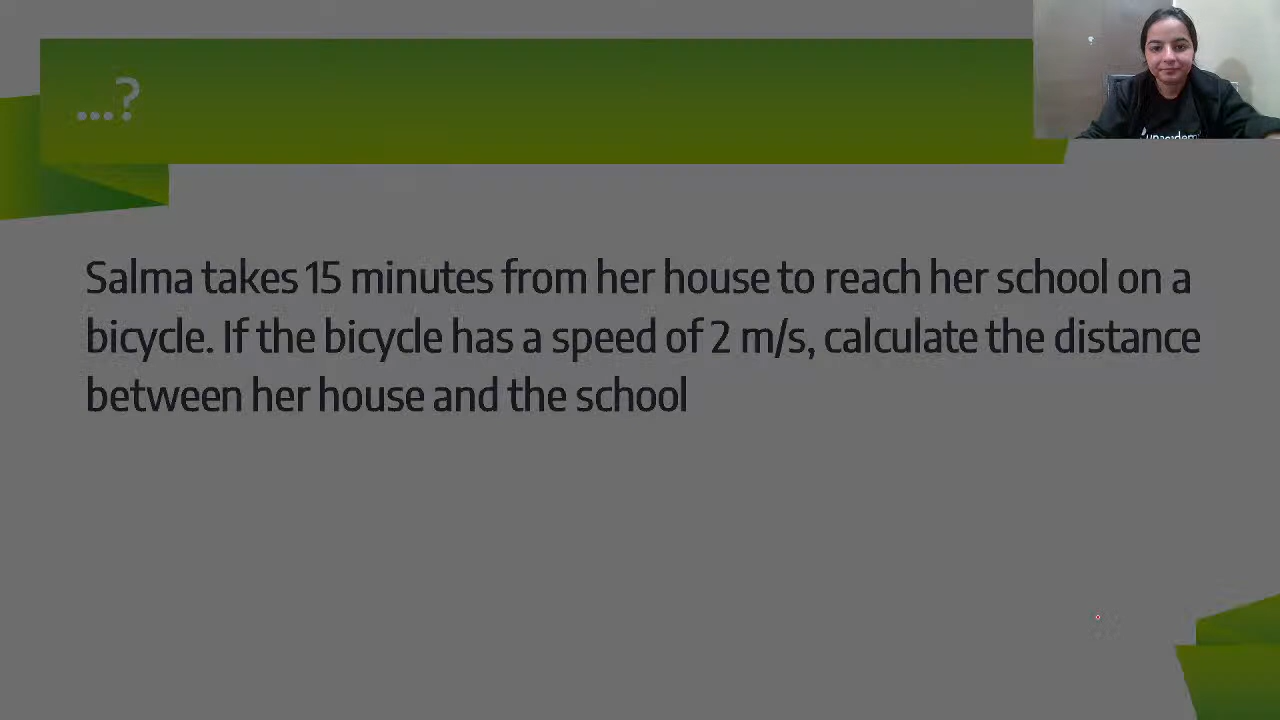 ...?
Salma takes 15 minutes from her house to reach her school on a
bicycle. If the bicycle has a speed of 2 m/s, calculate the distance
between her house and the school